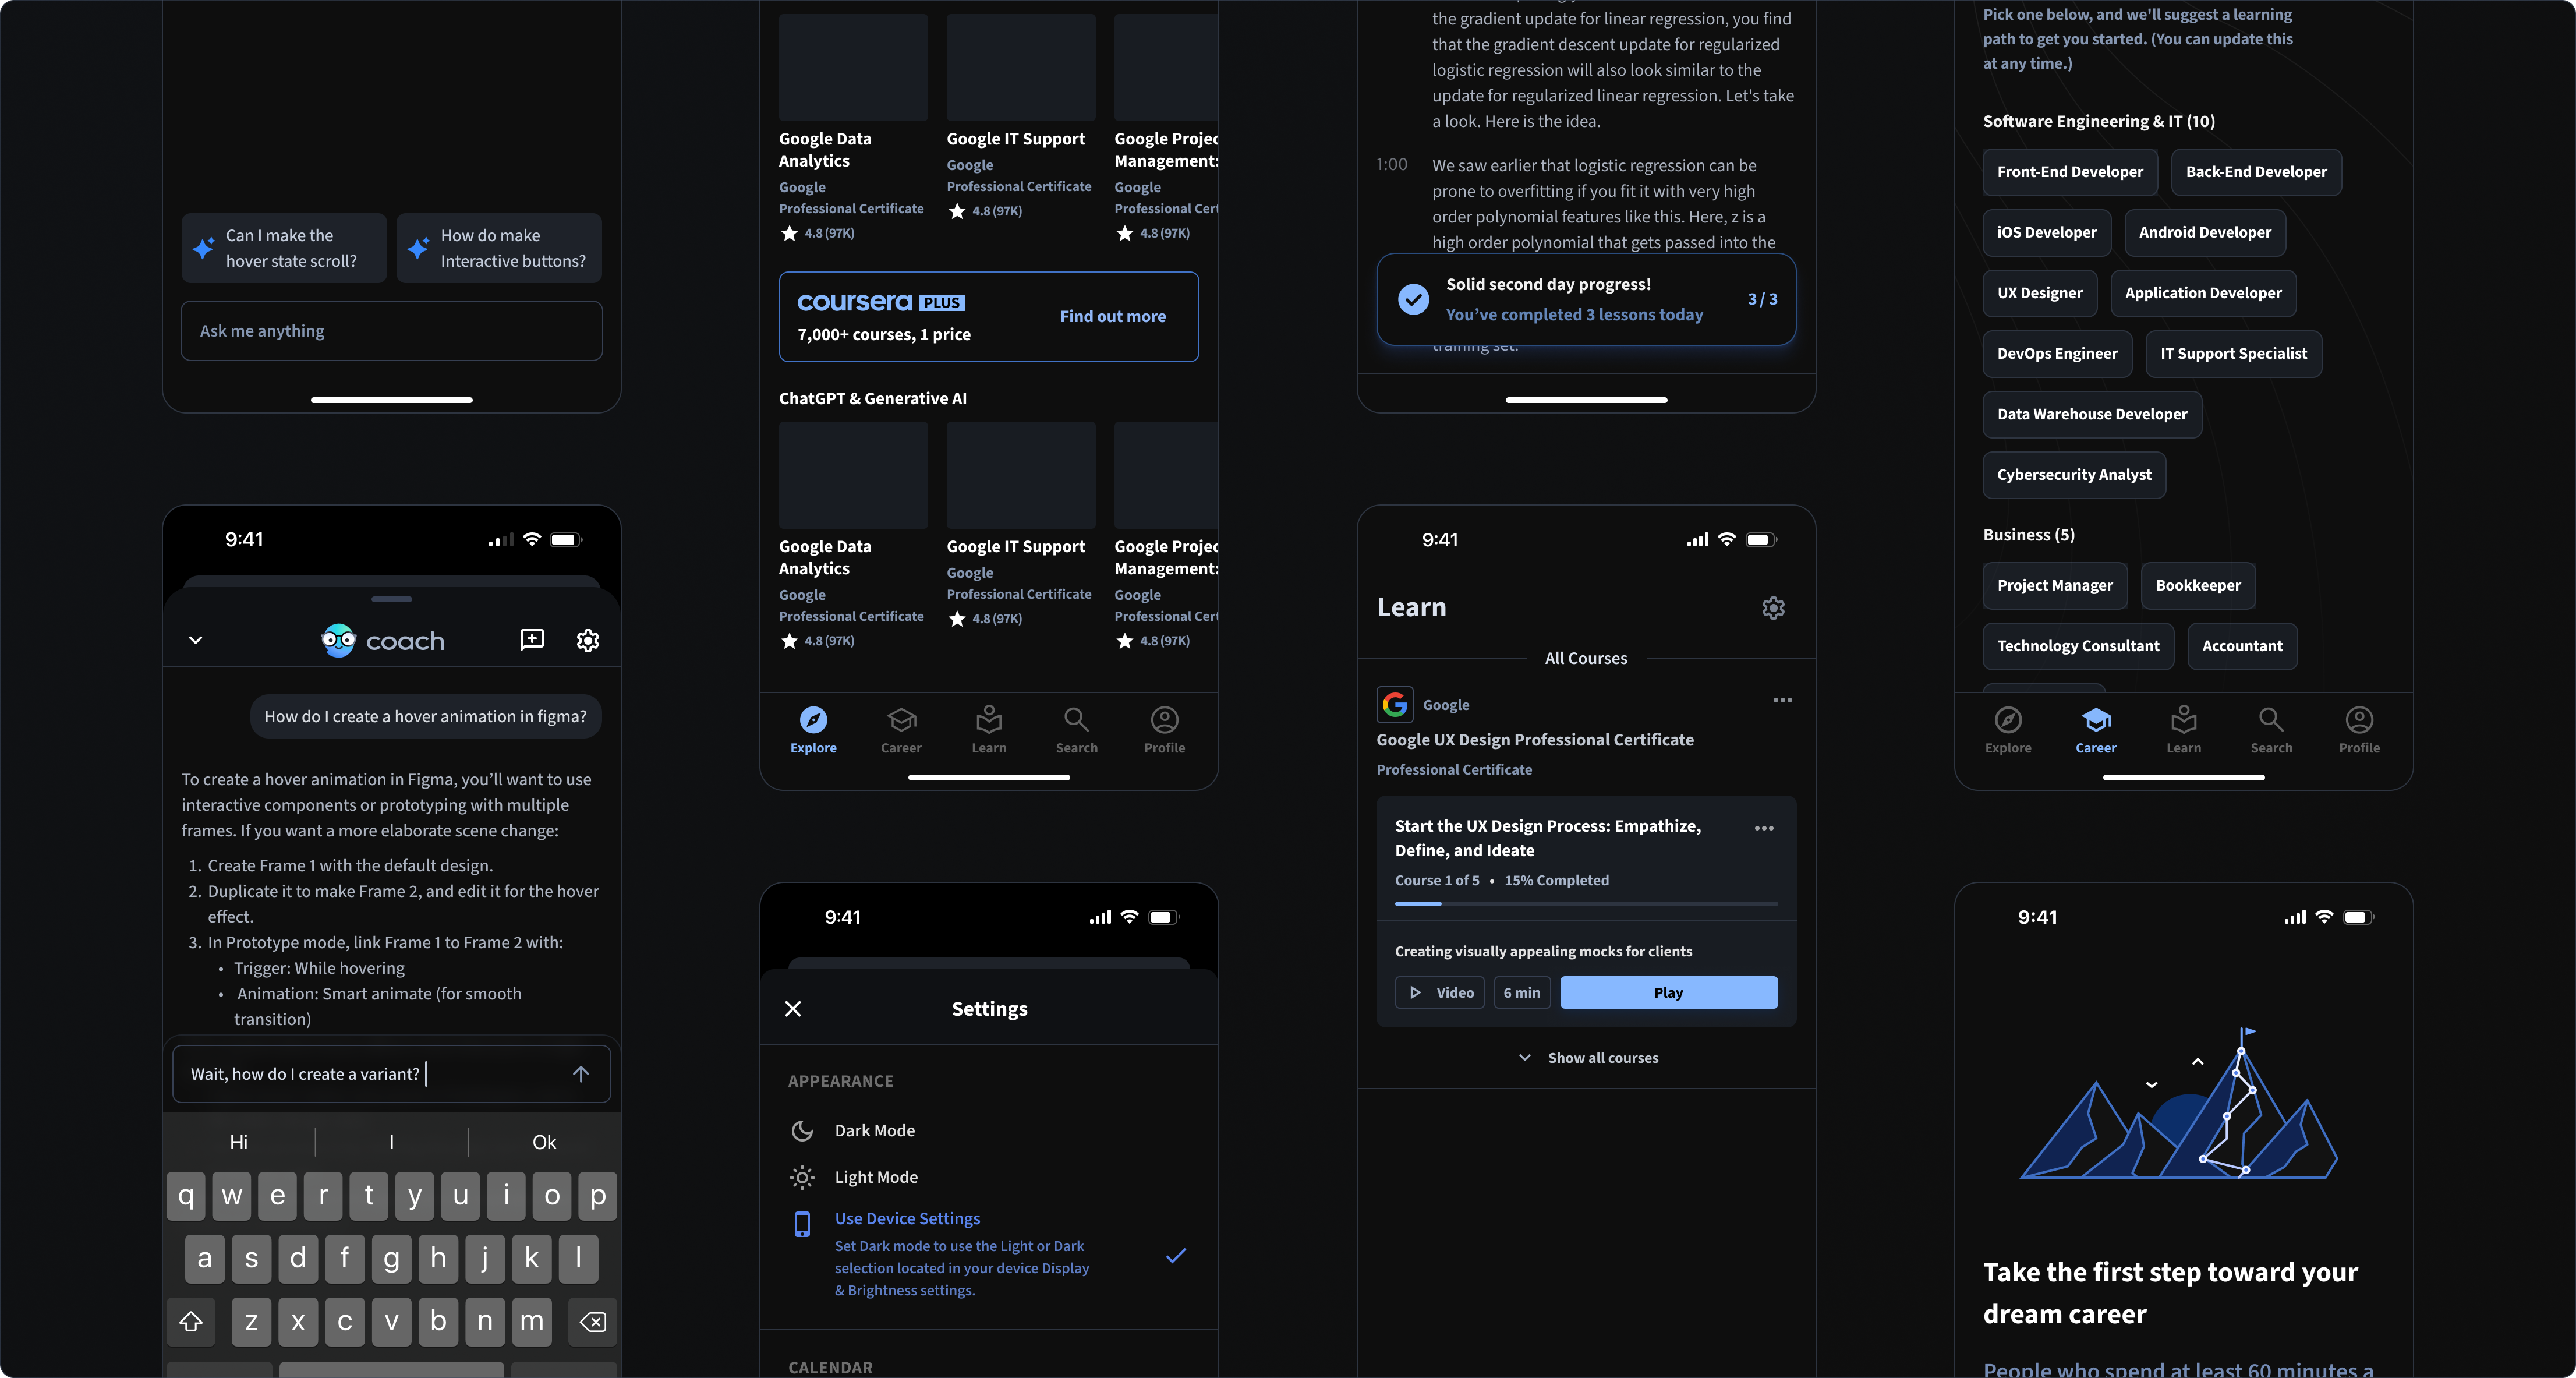 Can I make the
hover state scroll?
How do make
Interactive buttons?
Ask me anything
9:41
coach
How do I create a hover animation in figma?
To create a hover animation in Figma, you’ll want to use
interactive components or prototyping with multiple
frames. If you want a more elaborate scene change:
1. Create Frame 1 with the default design.
2. Duplicate it to make Frame 2, and edit it for the hover
effect.
3. In Prototype mode, link Frame 1 to Frame 2 with:
• Trigger: While hovering
• Animation: Smart animate (for smooth
transition)
Wait, how do I create a variant?
Hi
I
Ok
q w e r t y u i o p
a s d f g h j k l
z x c v b n m
Google Data
Analytics
Google
Professional Certificate
4.8 (97K)
Google IT Support
Google
Professional Certificate
4.8 (97K)
Google Projec
Management:
Google
Professional Cert
4.8 (97K)
coursera PLUS
7,000+ courses, 1 price
Find out more
ChatGPT & Generative AI
Google Data
Analytics
Google
Professional Certificate
4.8 (97K)
Google IT Support
Google
Professional Certificate
4.8 (97K)
Google Projec
Management:
Google
Professional Cert
4.8 (97K)
Explore
Career
Learn
Search
Profile
9:41
Settings
APPEARANCE
Dark Mode
Light Mode
Use Device Settings
Set Dark mode to use the Light or Dark
selection located in your device Display
& Brightness settings.
CALENDAR
the gradient update for linear regression, you find
that the gradient descent update for regularized
logistic regression will also look similar to the
update for regularized linear regression. Let's take
a look. Here is the idea.
1:00
We saw earlier that logistic regression can be
prone to overfitting if you fit it with very high
order polynomial features like this. Here, z is a
high order polynomial that gets passed into the
Solid second day progress!
You’ve completed 3 lessons today
3 / 3
training set.
9:41
Learn
All Courses
Google
Google UX Design Professional Certificate
Professional Certificate
Start the UX Design Process: Empathize,
Define, and Ideate
Course 1 of 5 • 15% Completed
Creating visually appealing mocks for clients
Video
6 min
Play
Show all courses
Pick one below, and we'll suggest a learning
path to get you started. (You can update this
at any time.)
Software Engineering & IT (10)
Front-End Developer
Back-End Developer
iOS Developer
Android Developer
UX Designer
Application Developer
DevOps Engineer
IT Support Specialist
Data Warehouse Developer
Cybersecurity Analyst
Business (5)
Project Manager
Bookkeeper
Technology Consultant
Accountant
Explore
Career
Learn
Search
Profile
9:41
Take the first step toward your
dream career
People who spend at least 60 minutes a